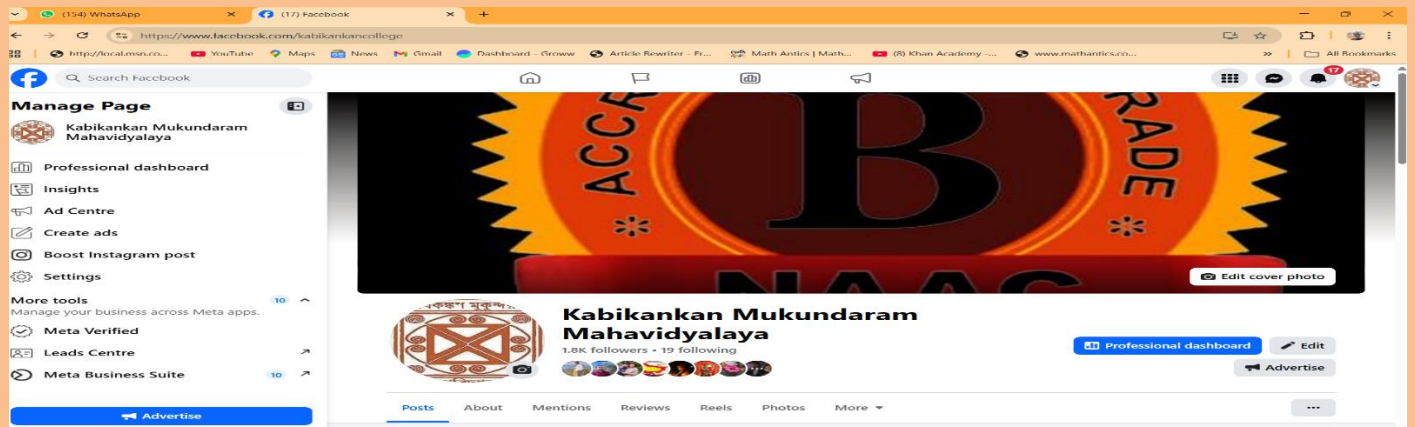 (154) WhatsApp
(17) Facebook
https://www.facebook.com/kabikankancollege
http://local.msn.co...
YouTube
Maps
News
Gmail
Dashboard - Groww
Article Rewriter - Fr...
Math Antics | Math...
(8) Khan Academy -...
www.mathantics.co...
All Bookmarks
Search Facebook
17
Manage Page
Kabikankan Mukundaram
Mahavidyalaya
Professional dashboard
Insights
Ad Centre
Create ads
Boost Instagram post
Settings
More tools
10
Manage your business across Meta apps.
Meta Verified
Leads Centre
Meta Business Suite
10
Advertise
B
GRADE
NAAC
Edit cover photo
Kabikankan Mukundaram
Mahavidyalaya
1.8K followers • 19 following
Professional dashboard
Edit
Advertise
Posts
About
Mentions
Reviews
Reels
Photos
More